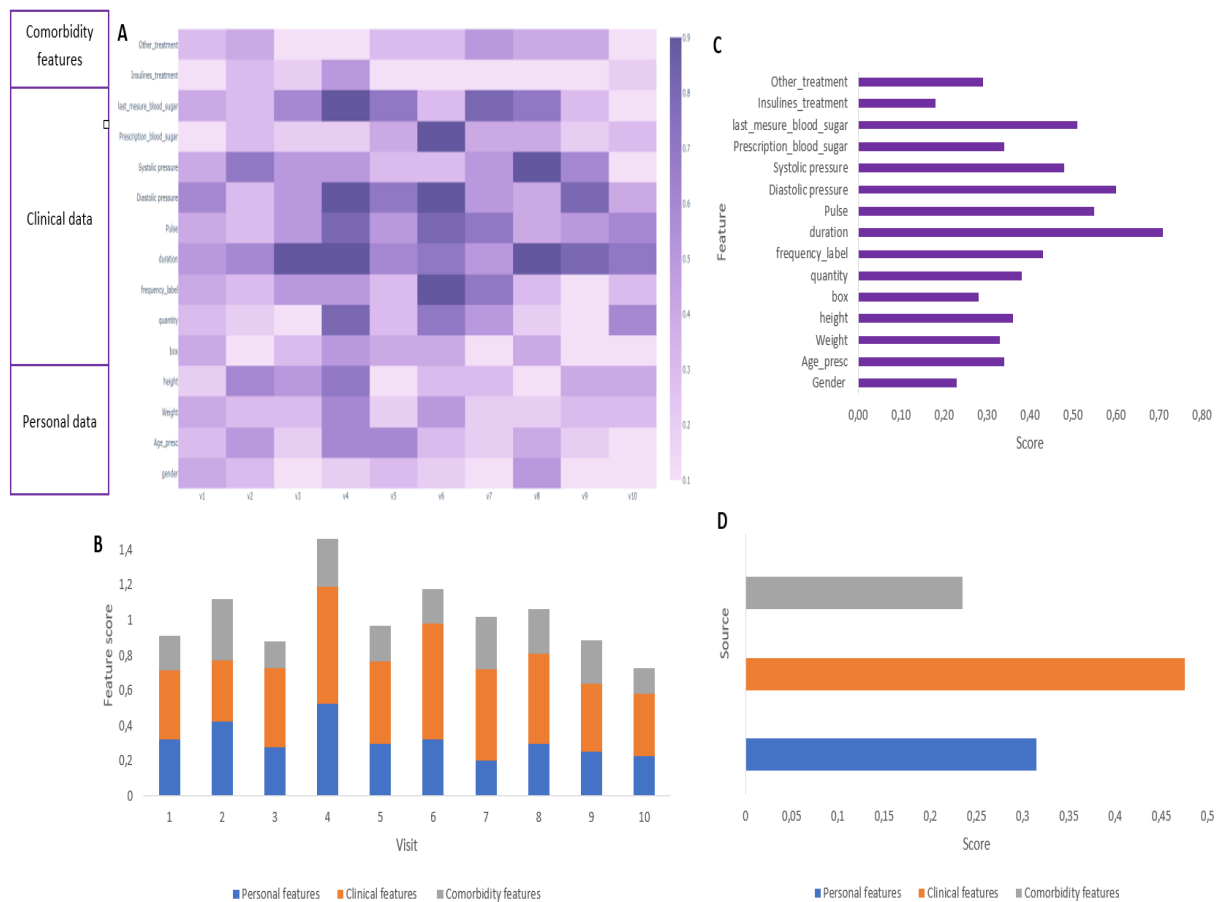 Comorbidity
features
Clinical data
Personal data
A
Other_treatment
Insulines_treatment
last_mesure_blood_sugar
Prescription_blood_sugar
Systolic pressure
Diastolic pressure
Pulse
duration
frequency_label
quantity
box
height
Weight
Age_presc
gender
v1 v2 v3 v4 v5 v6 v7 v8 v9 v10
0.9
0.8
0.7
0.6
0.5
0.4
0.3
0.2
0.1
C
Feature
Other_treatment
Insulines_treatment
last_mesure_blood_sugar
Prescription_blood_sugar
Systolic pressure
Diastolic pressure
Pulse
duration
frequency_label
quantity
box
height
Weight
Age_presc
Gender
0,00 0,10 0,20 0,30 0,40 0,50 0,60 0,70 0,80
Score
B
Feature score
1,4
1,2
1
0,8
0,6
0,4
0,2
0
1 2 3 4 5 6 7 8 9 10
Visit
Personal features Clinical features Comorbidity features
D
Source
0 0,05 0,1 0,15 0,2 0,25 0,3 0,35 0,4 0,45 0,5
Score
Personal features Clinical features Comorbidity features